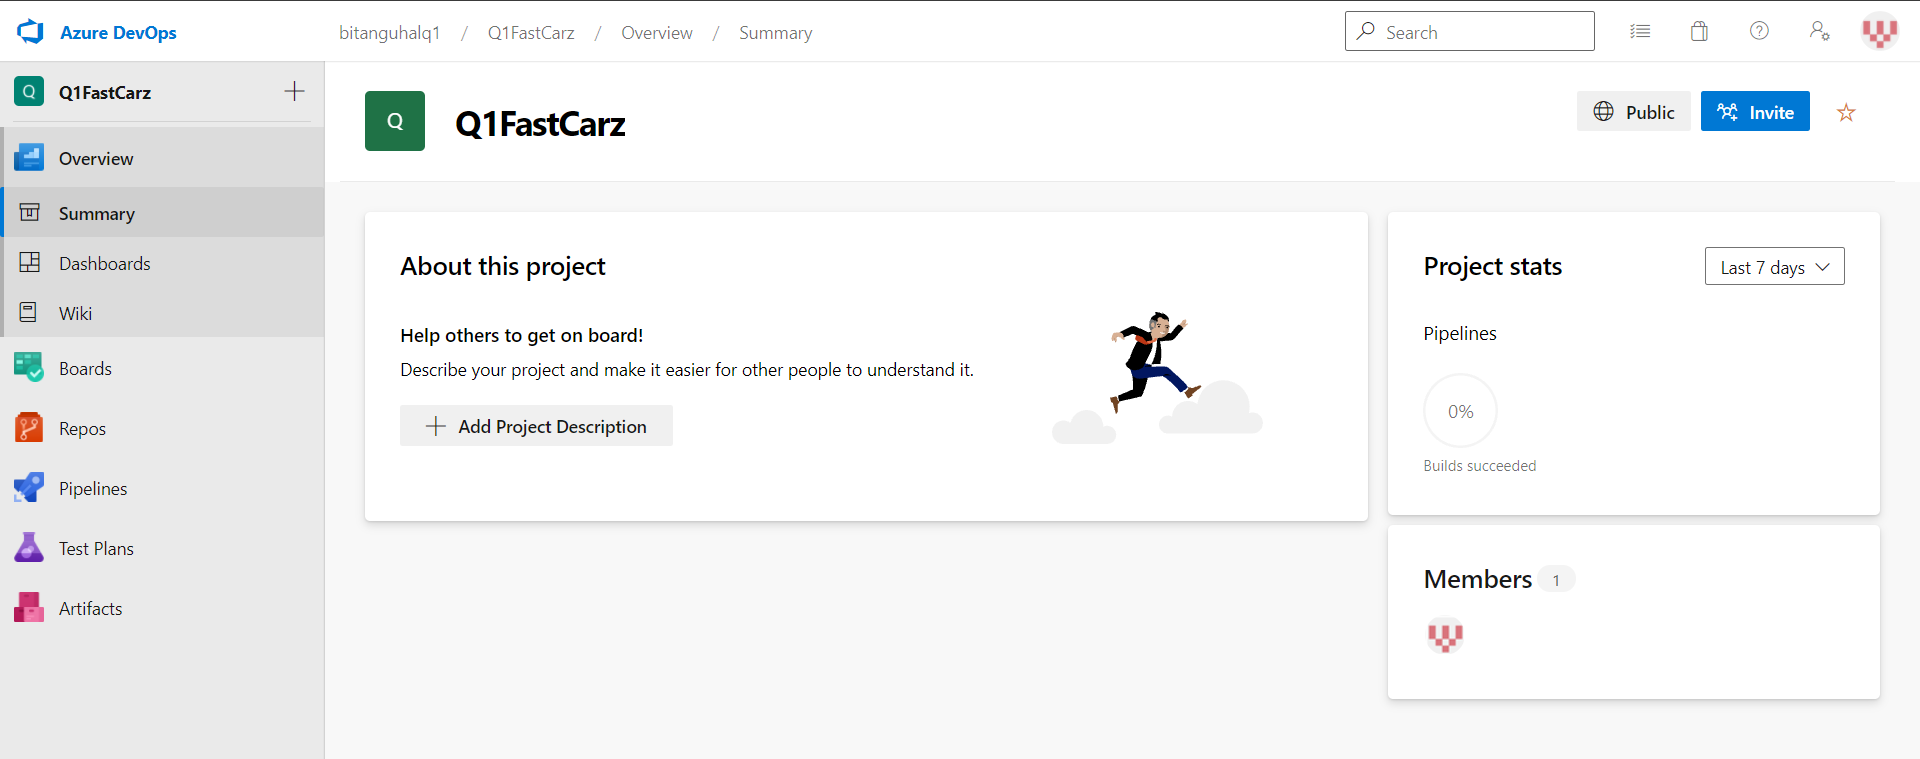 Azure DevOps
bitanguhalq1 / Q1FastCarz / Overview / Summary
Search
Q Q1FastCarz
Overview
Summary
Dashboards
Wiki
Boards
Repos
Pipelines
Test Plans
Artifacts
Q Q1FastCarz
Public
Invite
About this project
Help others to get on board!
Describe your project and make it easier for other people to understand it.
Add Project Description
Project stats
Last 7 days
Pipelines
0%
Builds succeeded
Members 1